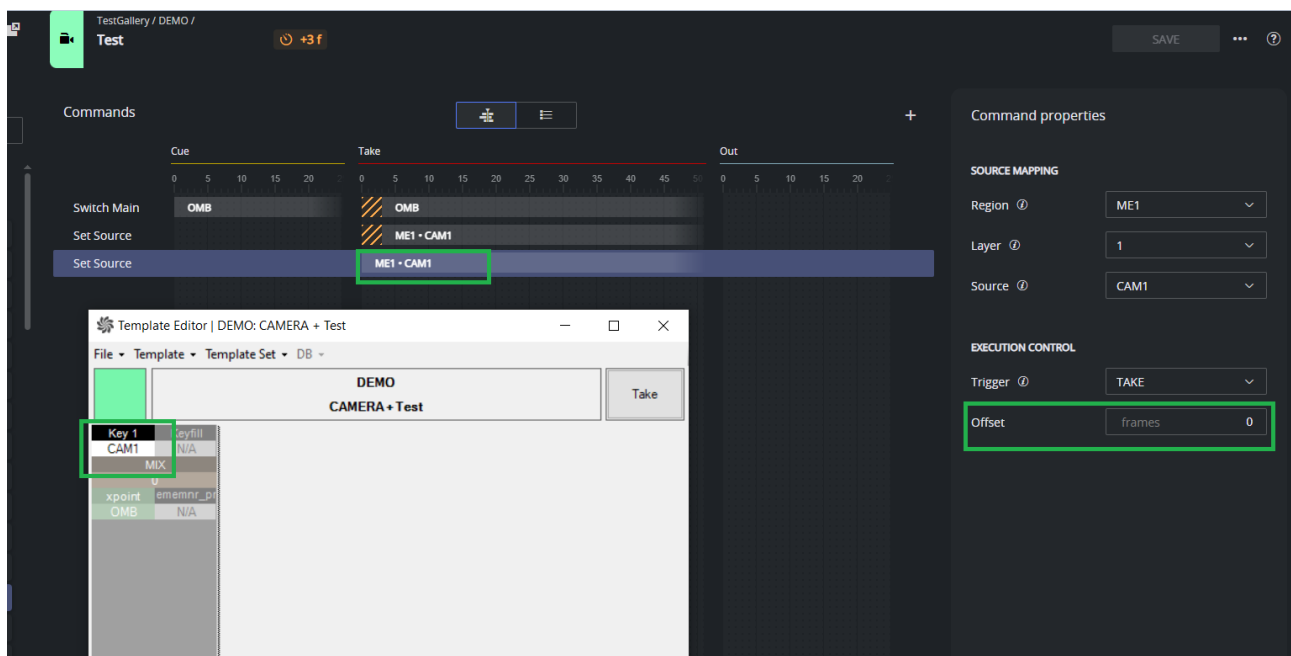 TestGallery / DEMO /
Test
+3 f
SAVE
Commands
Command properties
Cue
Take
Out
0 5 10 15 20
0 5 10 15 20 25 30 35 40 45 50
0 5 10 15 20
Switch Main
OMB
OMB
Set Source
ME1 • CAM1
Set Source
ME1 • CAM1
SOURCE MAPPING
Region
ME1
Layer
1
Source
CAM1
EXECUTION CONTROL
Trigger
TAKE
Offset
frames
0
Template Editor | DEMO: CAMERA + Test
File Template Template Set DB
DEMO
CAMERA + Test
Take
Key 1 Keyfill
CAM1 N/A
MIX
0
xpoint ememnr_pr
OMB N/A